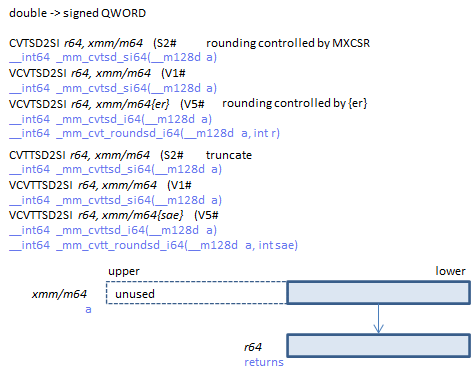 double -> signed QWORD
CVTSD2SI r64, xmm/m64 (S2# rounding controlled by MXCSR
__int64 _mm_cvtsd_si64(__m128d a)
VCVTSD2SI r64, xmm/m64 (V1#
__int64 _mm_cvtsd_si64(__m128d a)
VCVTSD2SI r64, xmm/m64{er} (V5# rounding controlled by {er}
__int64 _mm_cvtsd_i64(__m128d a)
__int64 _mm_cvt_roundsd_i64(__m128d a, int r)
CVTTSD2SI r64, xmm/m64 (S2# truncate
__int64 _mm_cvttsd_si64(__m128d a)
VCVTTSD2SI r64, xmm/m64 (V1#
__int64 _mm_cvttsd_si64(__m128d a)
VCVTTSD2SI r64, xmm/m64{sae} (V5#
__int64 _mm_cvttsd_i64(__m128d a)
__int64 _mm_cvtt_roundsd_i64(__m128d a, int sae)
upper lower
xmm/m64 unused
a
r64
returns